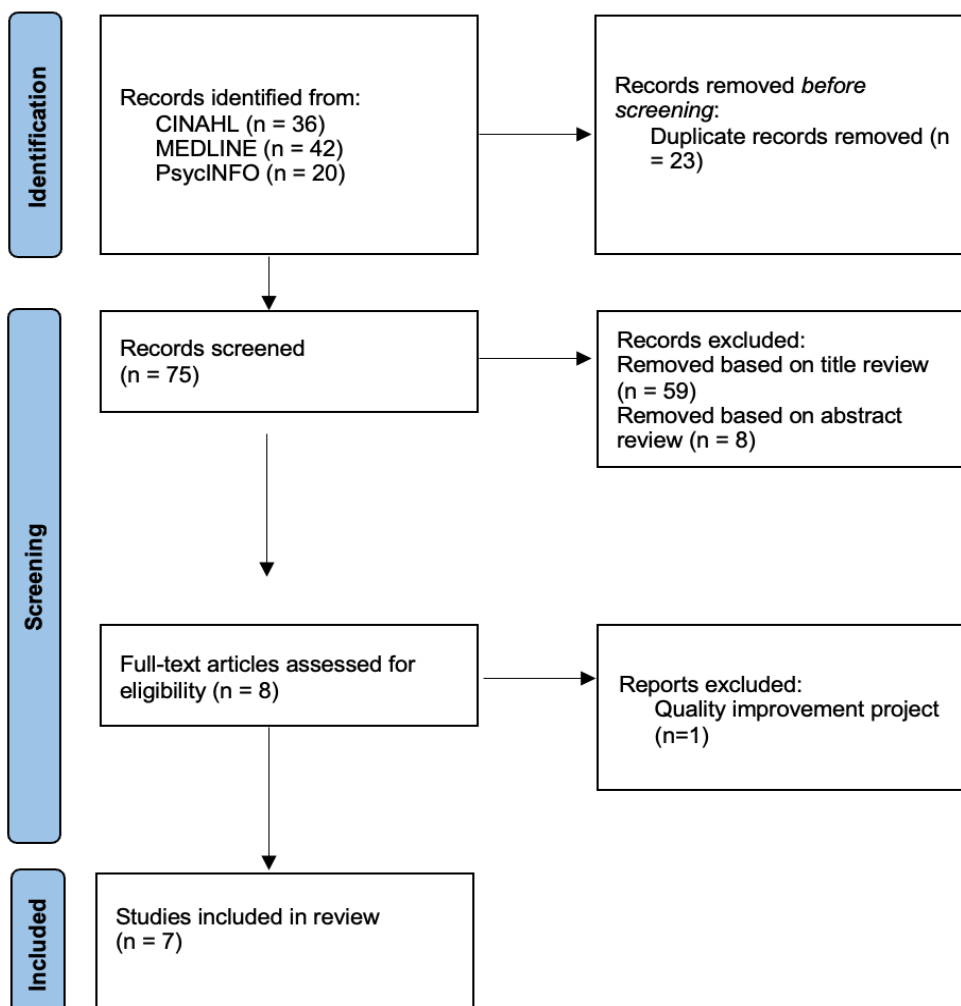 Identification
Records identified from:
CINAHL (n = 36)
MEDLINE (n = 42)
PsycINFO (n = 20)
Records removed before
screening:
Duplicate records removed (n
= 23)
Screening
Records screened
(n = 75)
Records excluded:
Removed based on title review
(n = 59)
Removed based on abstract
review (n = 8)
Full-text articles assessed for
eligibility (n = 8)
Reports excluded:
Quality improvement project
(n=1)
Included
Studies included in review
(n = 7)